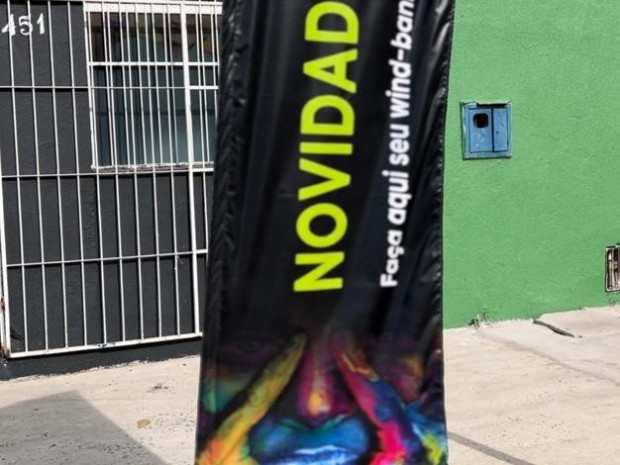 451
NOVIDAD
Faça aqui seu wind-ban